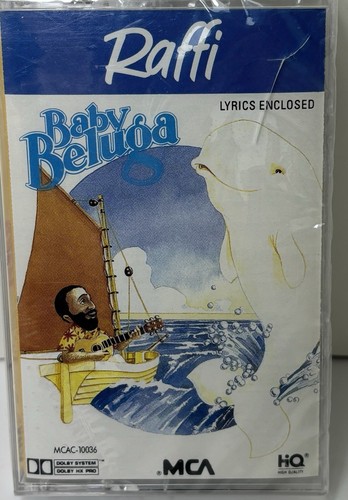 Raffi
LYRICS ENCLOSED
Baby
Beluga
MCAC-10036
DOLBY SYSTEM
DOLBY HX PRO
MCA
HQ
HIGH QUALITY